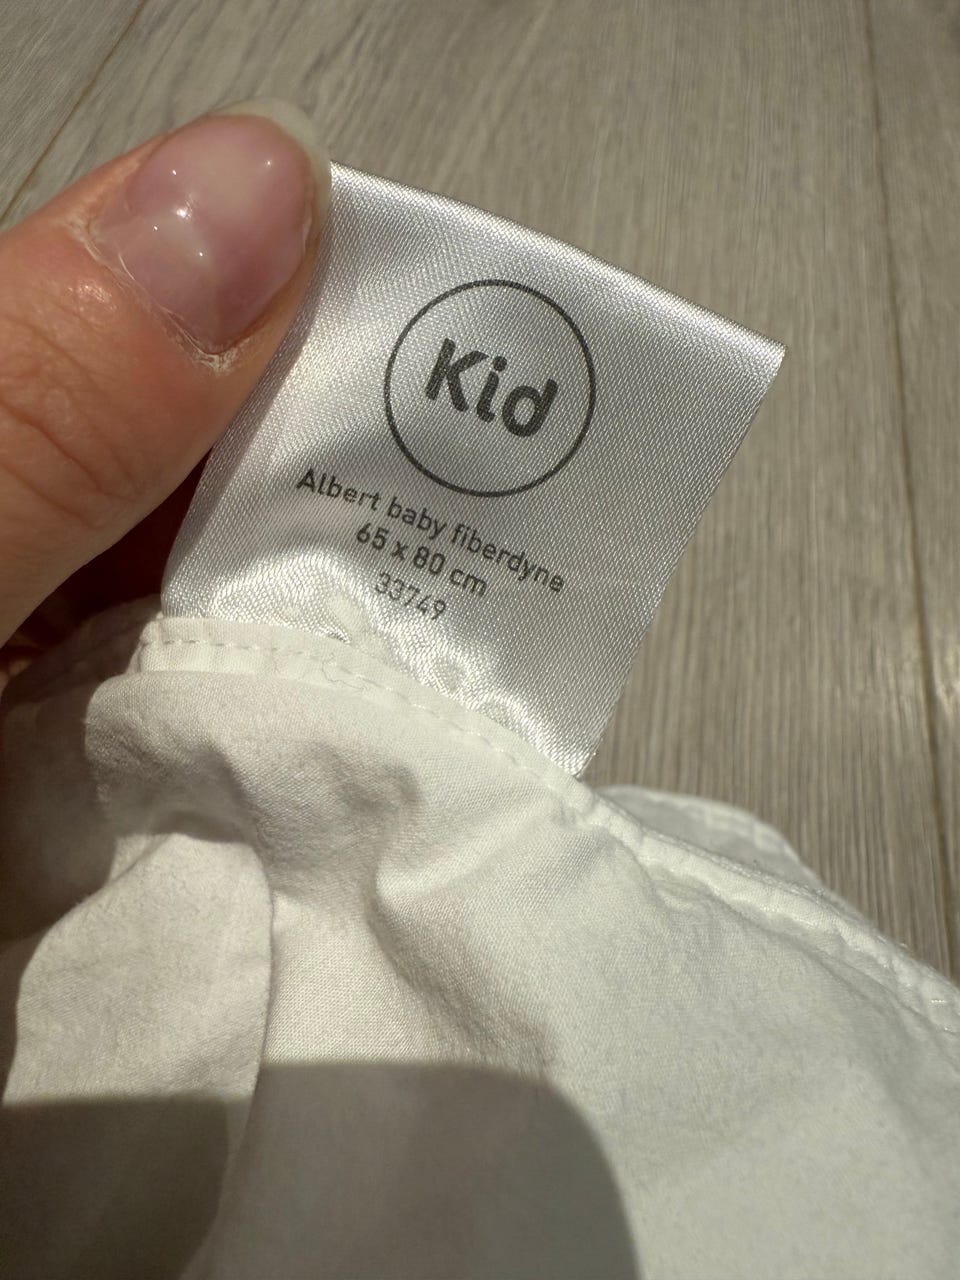 Kid
Albert baby fiberdyne
65 x 80 cm
33749